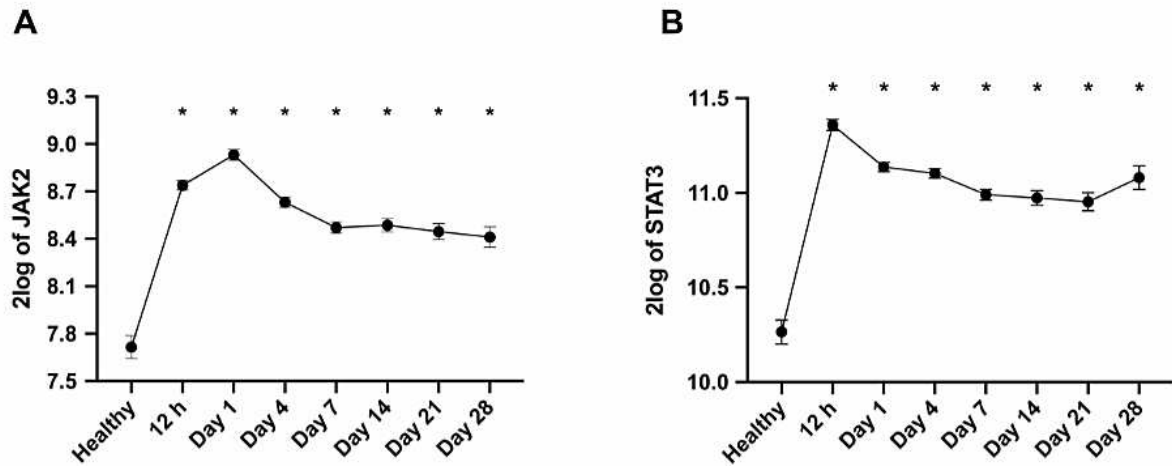 A
2log of JAK2
9.3
9.0
8.7
8.4
8.1
7.8
7.5
* * * * * * *
Healthy
12 h
Day 1
Day 4
Day 7
Day 14
Day 21
Day 28
B
2log of STAT3
11.5
11.0
10.5
10.0
* * * * * * *
Healthy
12 h
Day 1
Day 4
Day 7
Day 14
Day 21
Day 28